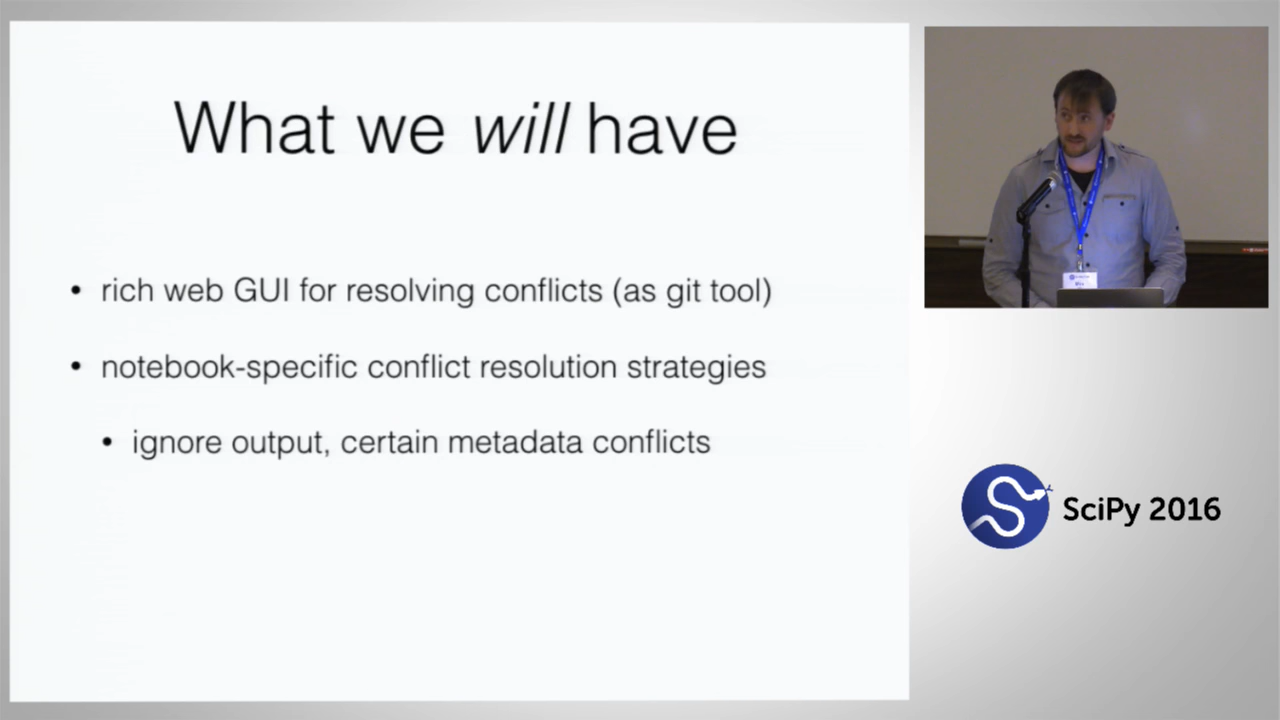 What we will have
• rich web GUI for resolving conflicts (as git tool)
• notebook-specific conflict resolution strategies
• ignore output, certain metadata conflicts
SciPy 2016